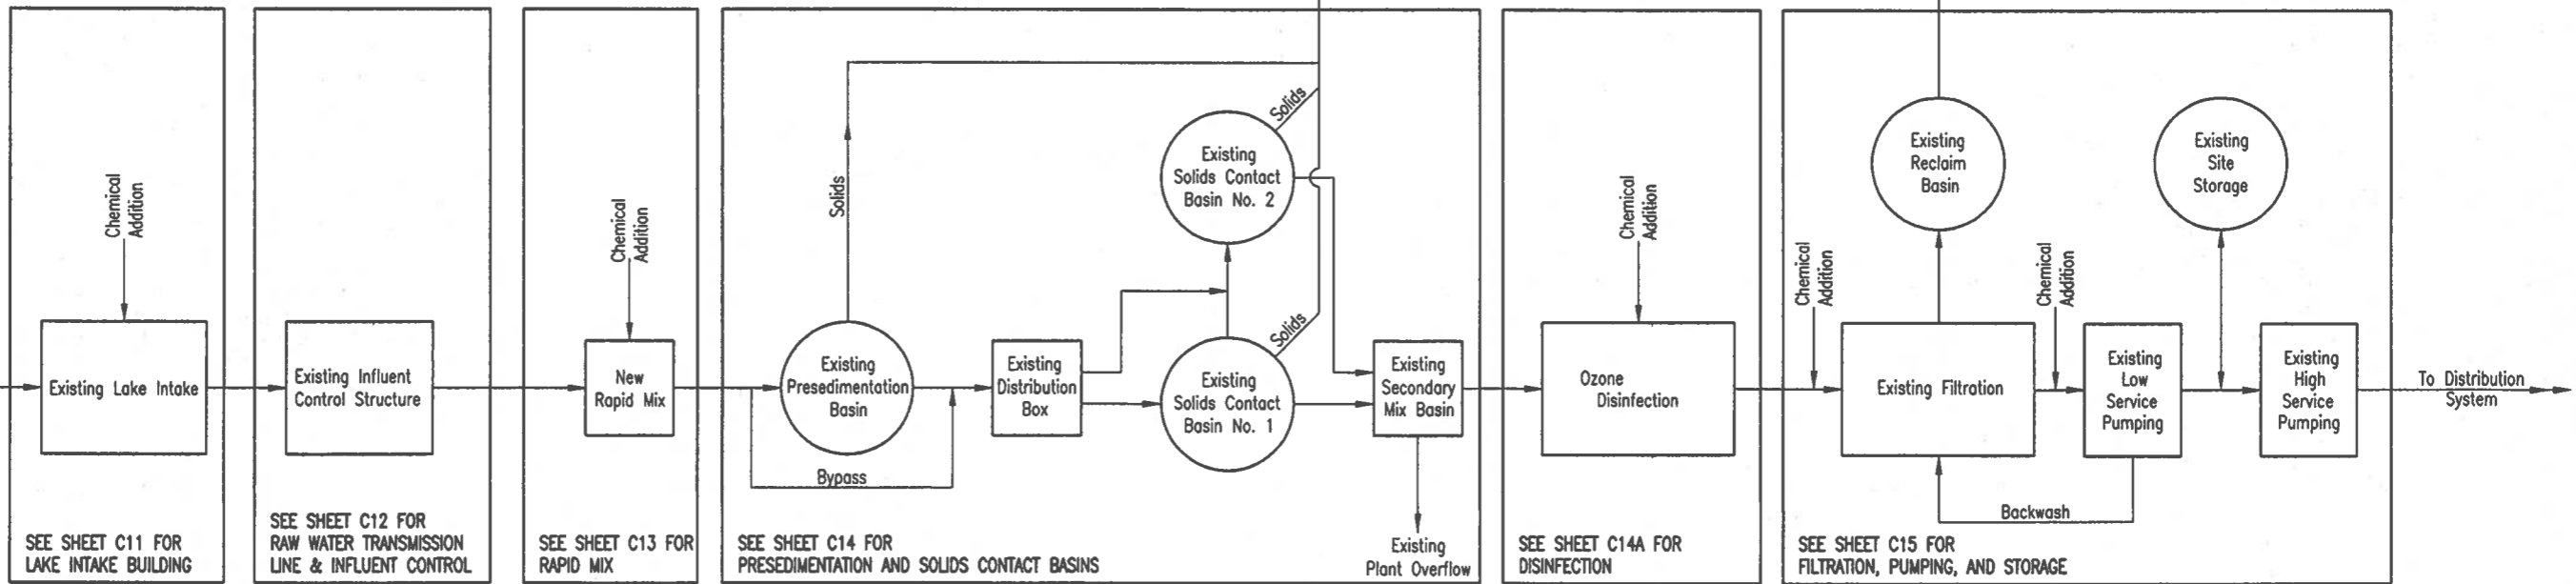 Chemical
Addition
Existing Lake Intake
SEE SHEET C11 FOR
LAKE INTAKE BUILDING
Existing Influent
Control Structure
SEE SHEET C12 FOR
RAW WATER TRANSMISSION
LINE & INFLUENT CONTROL
Chemical
Addition
New
Rapid Mix
SEE SHEET C13 FOR
RAPID MIX
Solids
Existing
Presedimentation
Basin
Bypass
Existing
Distribution
Box
Solids
Existing
Solids Contact
Basin No. 2
Solids
Existing
Solids Contact
Basin No. 1
Existing
Secondary
Mix Basin
Existing
Plant Overflow
SEE SHEET C14 FOR
PRESEDIMENTATION AND SOLIDS CONTACT BASINS
Chemical
Addition
Ozone
Disinfection
SEE SHEET C14A FOR
DISINFECTION
Chemical
Addition
Existing
Reclaim
Basin
Existing Filtration
Chemical
Addition
Existing
Low
Service
Pumping
Backwash
Existing
Site
Storage
Existing
High
Service
Pumping
SEE SHEET C15 FOR
FILTRATION, PUMPING, AND STORAGE
To Distribution
System